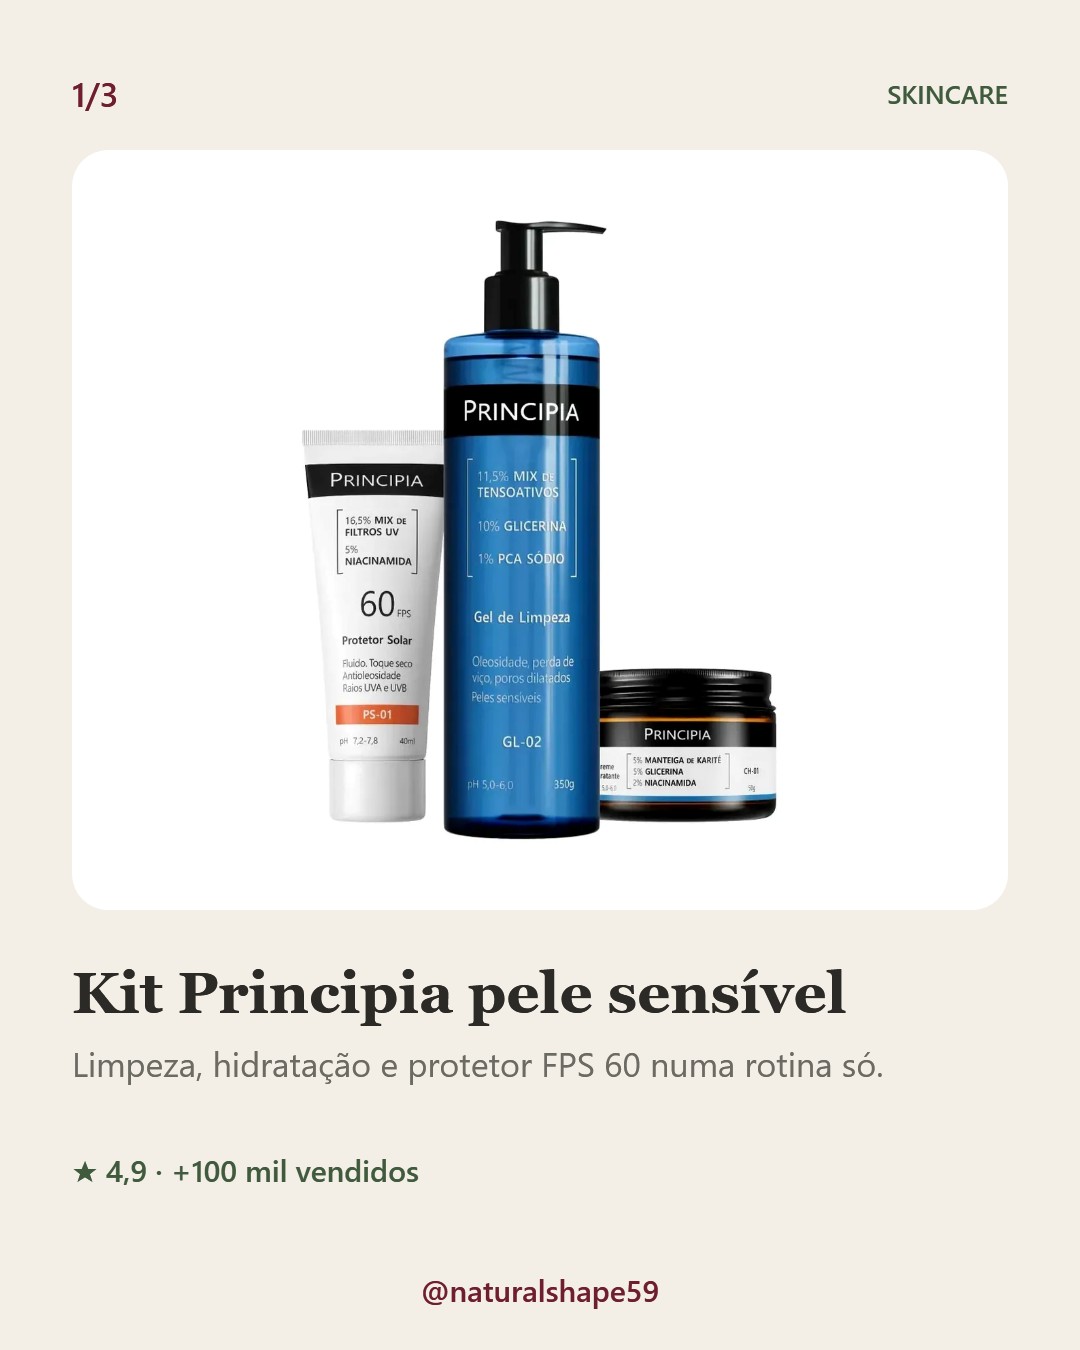 1/3
SKINCARE
PRINCIPIA
16,5% MIX DE
FILTROS UV
5%
NIACINAMIDA
60 FPS
Protetor Solar
Fluido. Toque seco
Antioleosidade
Raios UVA e UVB
PS-01
pH 7,2-7,8 40ml
PRINCIPIA
11,5% MIX DE
TENSOATIVOS
10% GLICERINA
1% PCA SÓDIO
Gel de Limpeza
Oleosidade, perda de
viço, poros dilatados
Peles sensíveis
GL-02
pH 5,0-6,0 350g
PRINCIPIA
5% MANTEIGA DE KARITÉ
5% GLICERINA
2% NIACINAMIDA
CH-01
Kit Principia pele sensível
Limpeza, hidratação e protetor FPS 60 numa rotina só.
★ 4,9 · +100 mil vendidos
@naturalshape59